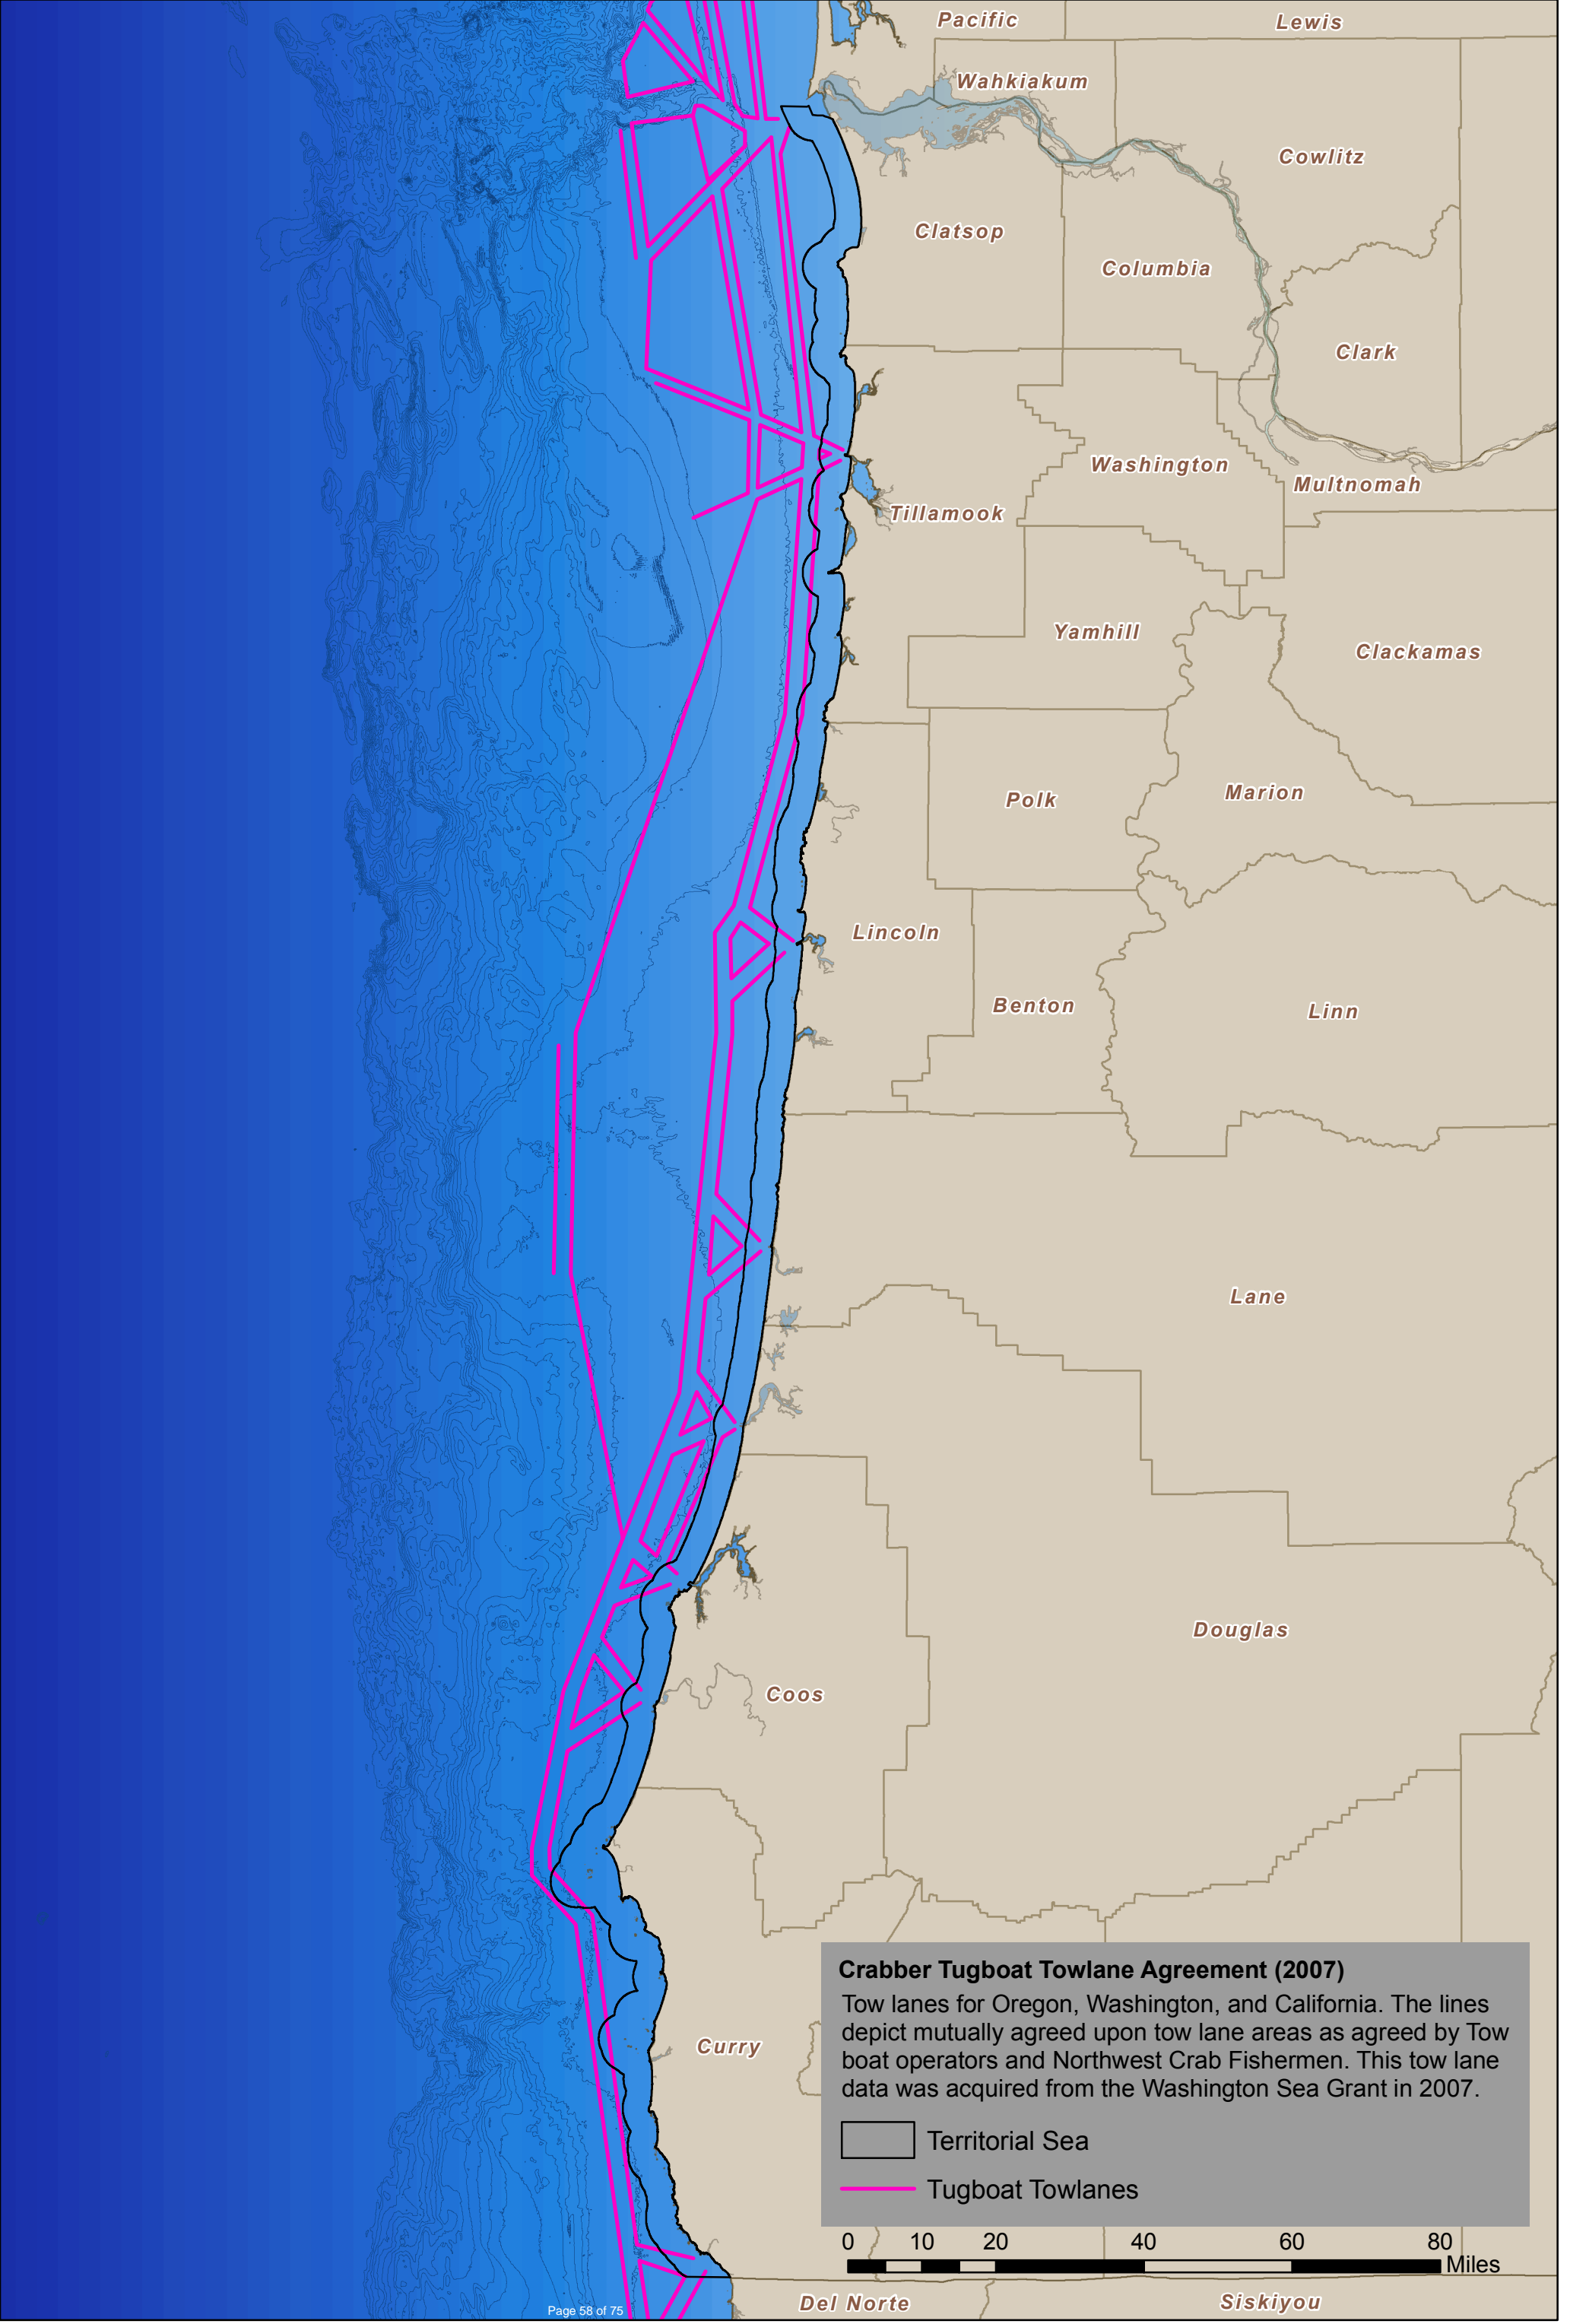 Pacific
Lewis
Wahkiakum
Cowlitz
Clatsop
Columbia
Clark
Washington
Multnomah
Tillamook
Yamhill
Clackamas
Polk
Marion
Lincoln
Benton
Linn
Lane
Douglas
Coos
Curry
Crabber Tugboat Towlane Agreement (2007)
Tow lanes for Oregon, Washington, and California. The lines
depict mutually agreed upon tow lane areas as agreed by Tow
boat operators and Northwest Crab Fishermen. This tow lane
data was acquired from the Washington Sea Grant in 2007.
Territorial Sea
Tugboat Towlanes
0 10 20 40 60 80
Miles
Del Norte
Siskiyou
Page 58 of 75